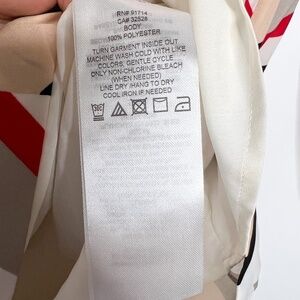 RN# 91714
CA# 32528
BODY
100% POLYESTER
TURN GARMENT INSIDE OUT
MACHINE WASH COLD WITH LIKE
COLORS; GENTLE CYCLE
ONLY NON-CHLORINE BLEACH
(WHEN NEEDED)
LINE DRY /HANG TO DRY
COOL IRON,IF NEEDED